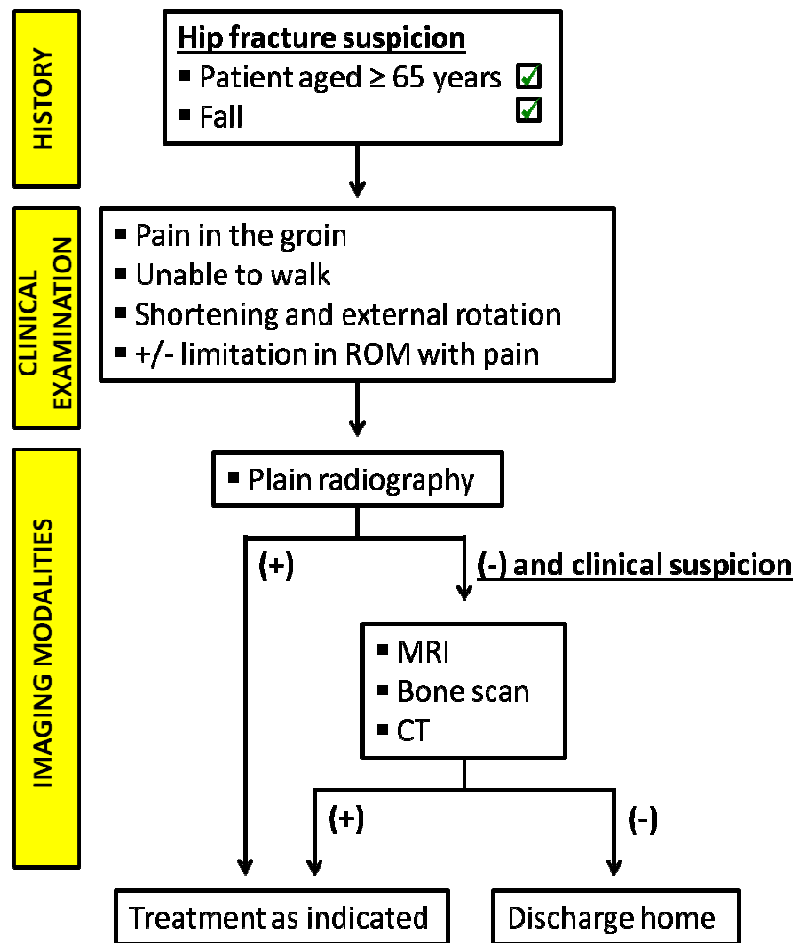 HISTORY
Hip fracture suspicion
▪ Patient aged ≥ 65 years ☑
▪ Fall ☑
CLINICAL
EXAMINATION
▪ Pain in the groin
▪ Unable to walk
▪ Shortening and external rotation
▪ +/- limitation in ROM with pain
IMAGING MODALITIES
▪ Plain radiography
(+)
(-) and clinical suspicion
▪ MRI
▪ Bone scan
▪ CT
(+)
(-)
Treatment as indicated
Discharge home